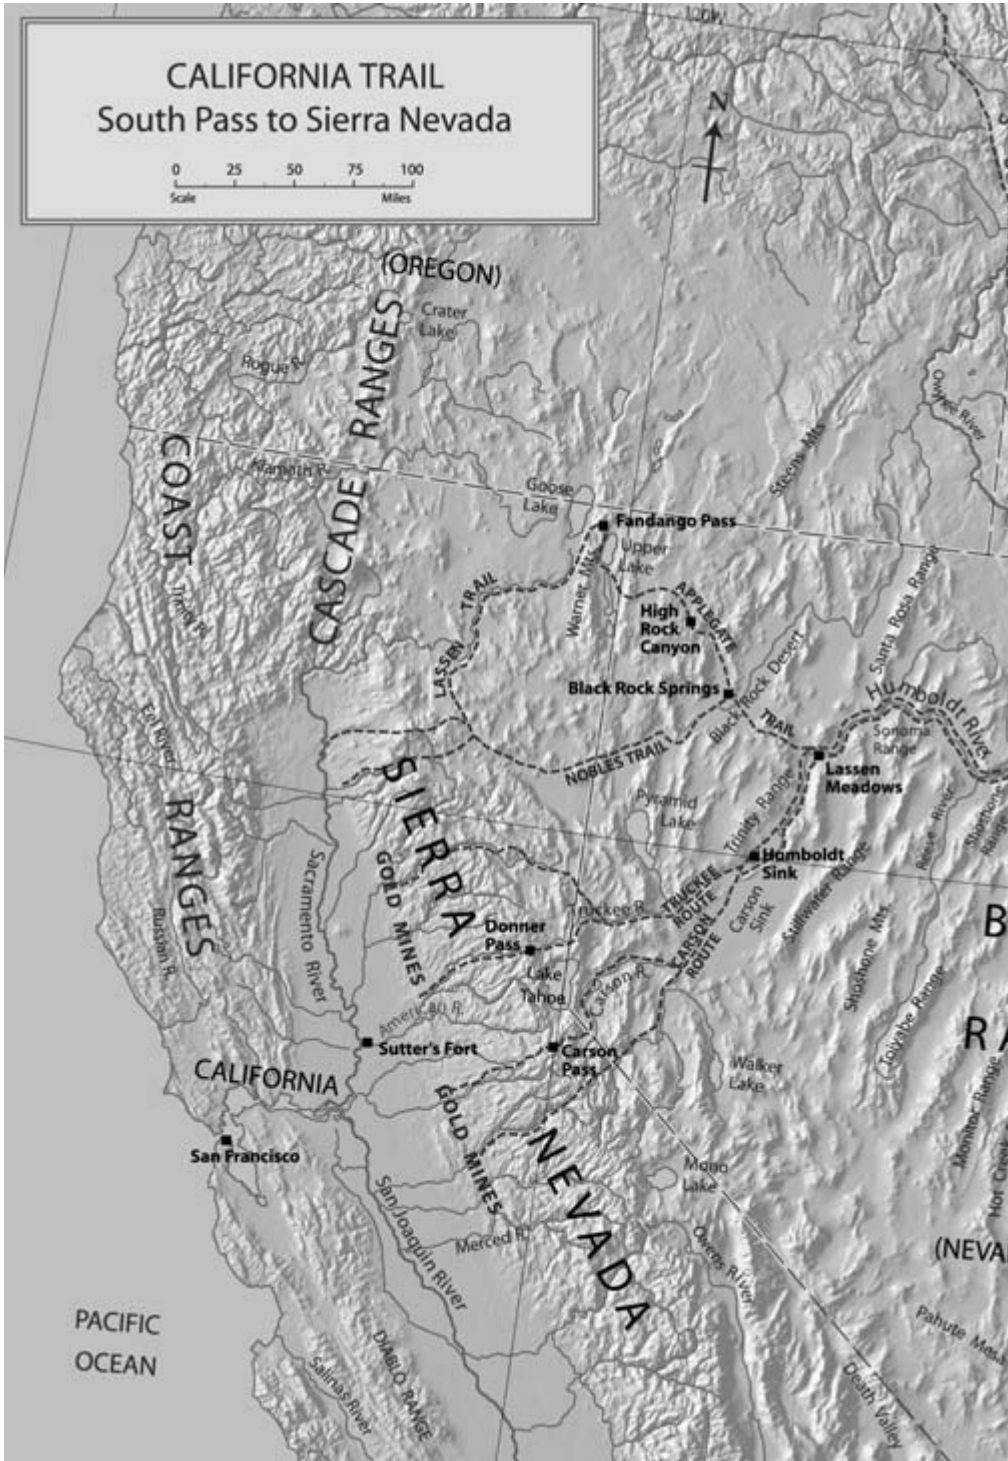 CALIFORNIA TRAIL
South Pass to Sierra Nevada
0 25 50 75 100
Scale Miles
120W
N
(OREGON)
Crater
Lake
Rogue R.
CASCADE RANGES
COAST
RANGES
Klamath R.
Trinity R.
Goose
Lake
Steens Mts.
Owyhee River
Fandango Pass
Upper
Lake
Warner Mts.
LASSEN TRAIL
APPLEGATE
TRAIL
High
Rock
Canyon
Black Rock Springs
Black Rock Desert
Santa Rosa Range
Humboldt River
Sonoma
Range
NOBLES TRAIL
Lassen
Meadows
Eel River
Pyramid
Lake
Trinity Range
Reese River
Shoshone
Range
SIERRA
Humboldt
Sink
GOLD MINES
Sacramento River
TRUCKEE
ROUTE
Truckee R.
Carson
Sink
Stillwater Range
CARSON
ROUTE
Russian R.
Donner
Pass
Lake
Tahoe
Carson R.
Shoshone Mts.
Toiyabe Range
B
RA
American R.
Sutter's Fort
Carson
Pass
CALIFORNIA
Walker
Lake
Monitor Range
GOLD MINES
San Francisco
NEVADA
Mono
Lake
San Joaquin River
Merced R.
Owens River
(NEVA
PACIFIC
OCEAN
Pahute Mesa
DIABLO RANGE
Salinas River
Death Valley